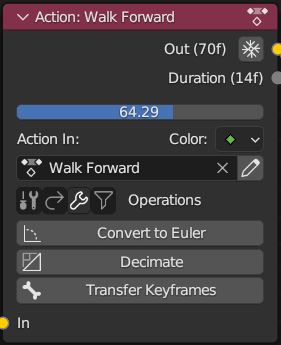 Action: Walk Forward
Out (70f)
Duration (14f)
64.29
Action In: Color:
Walk Forward
Operations
Convert to Euler
Decimate
Transfer Keyframes
In